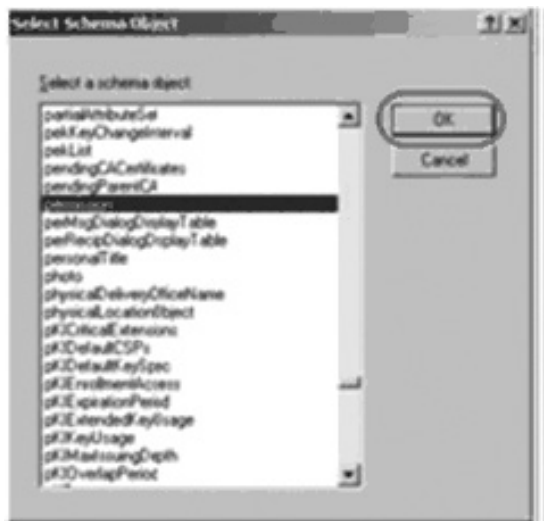 Select Schema Object
Select a schema object
partialAttributeSet
pekKeyChangeInterval
pekList
pendingCACertificates
pendingParentCA
perMsgDialogDisplayTable
perRecipDialogDisplayTable
personalTitle
photo
physicalDeliveryOfficeName
physicalLocationObject
pKICriticalExtensions
pKIDefaultCSPs
pKIDefaultKeySpec
pKIEnrollmentAccess
pKIExpirationPeriod
pKIExtendedKeyUsage
pKIKeyUsage
pKIMaxIssuingDepth
pKIOverlapPeriod
OK
Cancel